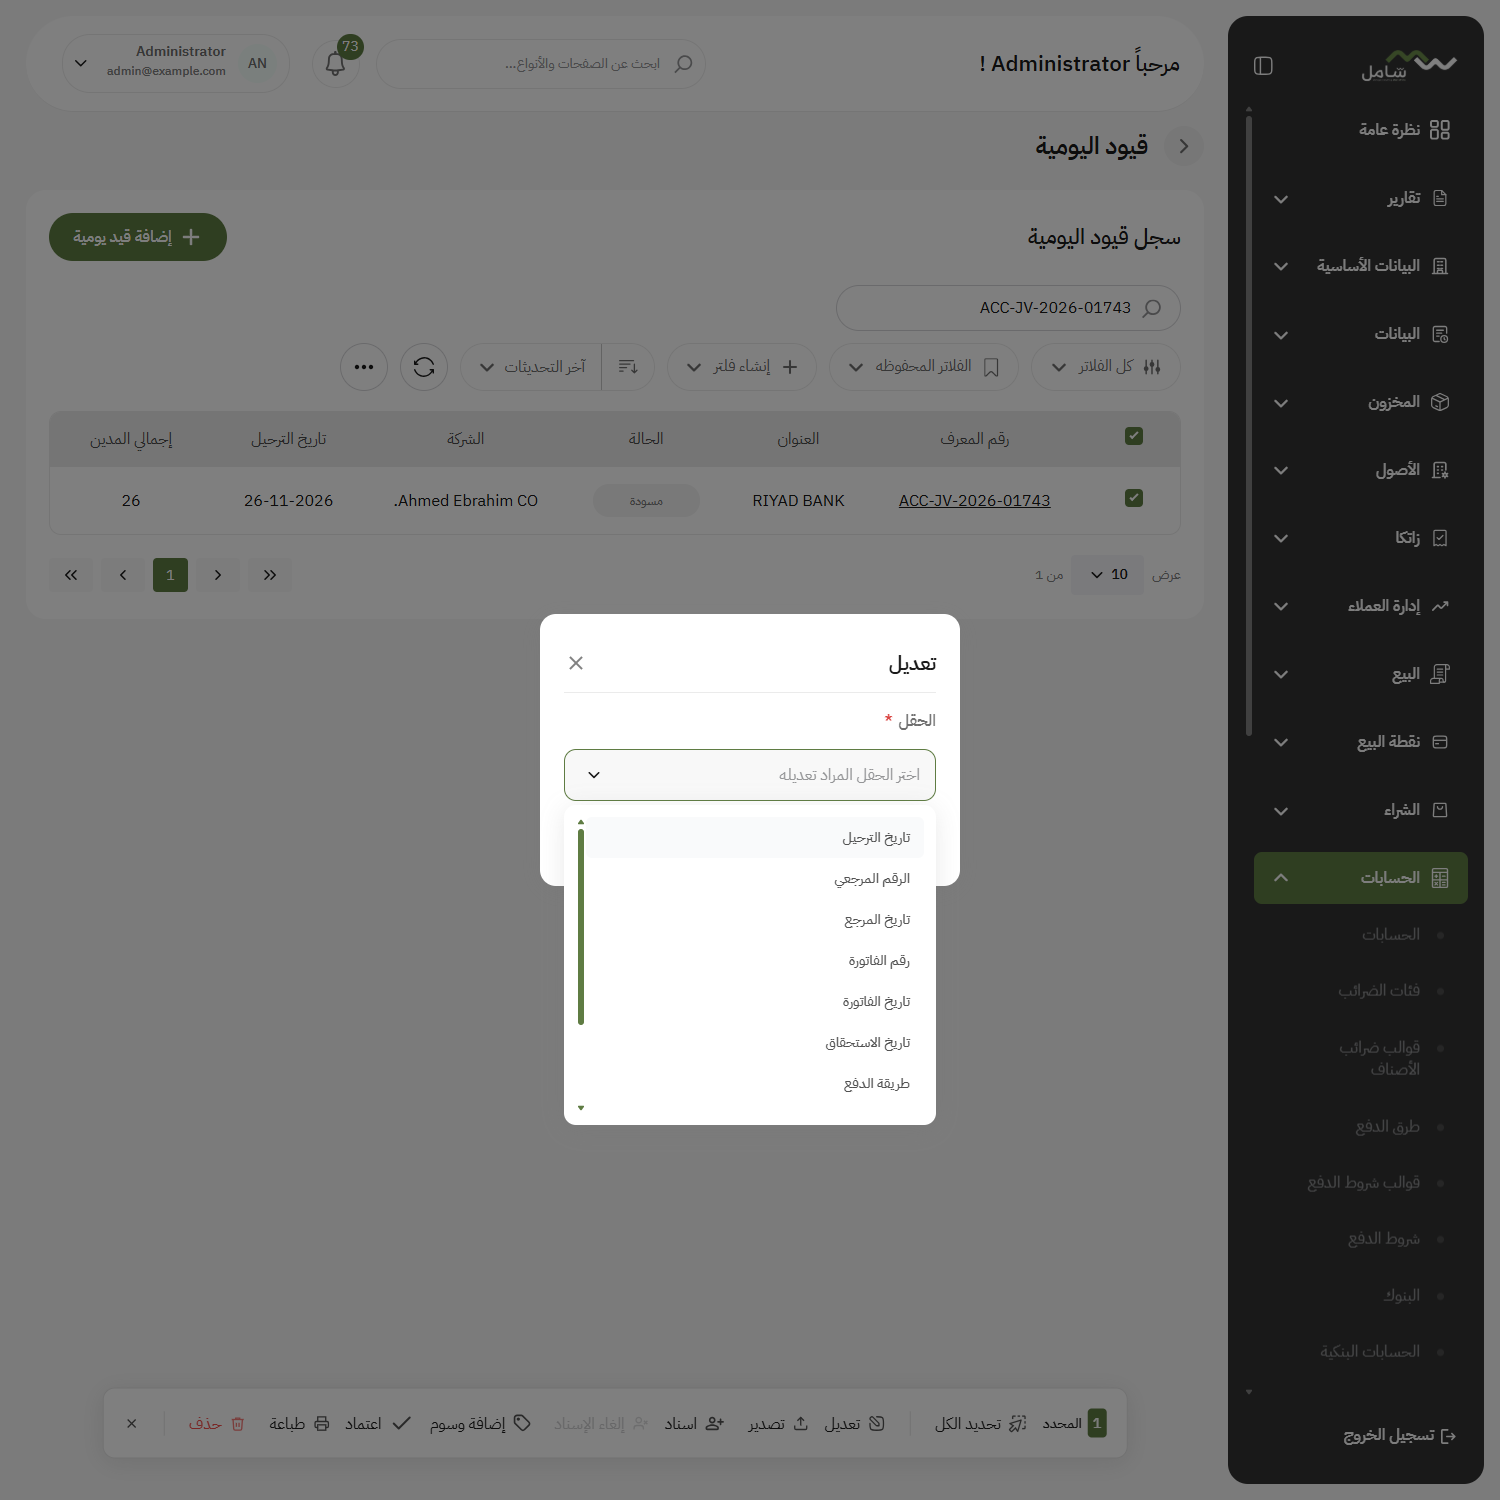 شامل
نظرة عامة
تقارير
البيانات الأساسية
البيانات
المخزون
الأصول
زاتكا
إدارة العملاء
البيع
نقطة البيع
الشراء
الحسابات
الحسابات
فئات الضرائب
قوالب ضرائب
الأصناف
طرق الدفع
قوالب شروط الدفع
شروط الدفع
البنوك
الحسابات البنكية
تسجيل الخروج
مرحباً Administrator !
ابحث عن الصفحات والأنواع...
73
AN
Administrator
admin@example.com
قيود اليومية
سجل قيود اليومية
إضافة قيد يومية
ACC-JV-2026-01743
كل الفلاتر
الفلاتر المحفوظه
إنشاء فلتر
آخر التحديثات
رقم المعرف العنوان الحالة الشركة تاريخ الترحيل إجمالي المدين
ACC-JV-2026-01743 RIYAD BANK مسودة Ahmed Ebrahim CO. 26-11-2026 26
عرض 10 من 1
1
تعديل
الحقل *
اختر الحقل المراد تعديله
تاريخ الترحيل
الرقم المرجعي
تاريخ المرجع
رقم الفاتورة
تاريخ الفاتورة
تاريخ الاستحقاق
طريقة الدفع
1 المحدد تحديد الكل تعديل تصدير اسناد إلغاء الإسناد إضافة وسوم اعتماد طباعة حذف